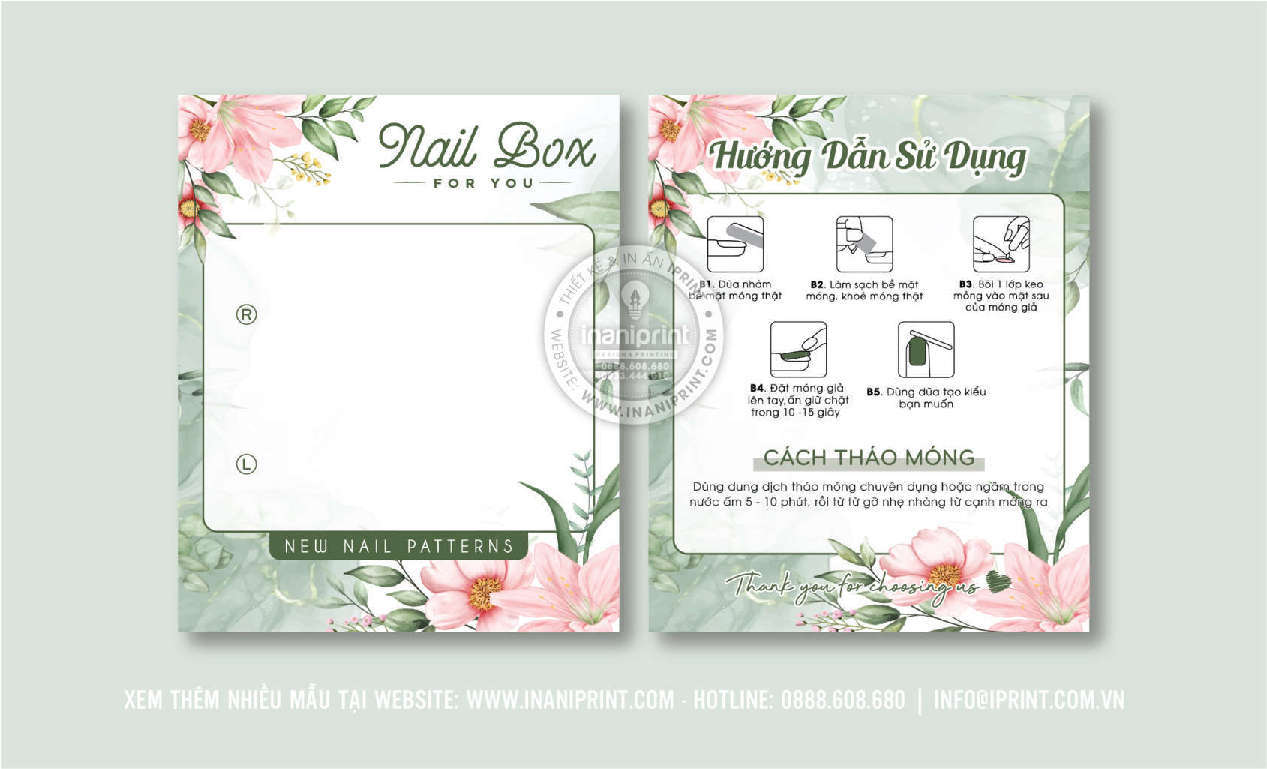 Nail Box
FOR YOU
R
L
NEW NAIL PATTERNS
Hướng Dẫn Sử Dụng
B1. Dũa nhám
bề mặt móng thật
B2. Làm sạch bề mặt
móng, khoé móng thật
B3. Bôi 1 lớp keo
mỏng vào mặt sau
của móng giả
B4. Đặt móng giả
lên tay,ấn giữ chặt
trong 10 -15 giây
B5. Dùng dũa tạo kiểu
bạn muốn
CÁCH THÁO MÓNG
Dùng dung dịch tháo móng chuyên dụng hoặc ngâm trong
nước ấm 5 - 10 phút, rồi từ từ gỡ nhẹ nhàng từ cạnh móng ra
Thank you for choosing us
THIẾT KẾ & IN ẤN IPRINT
inaniprint
DESIGN & PRINTING
0888.608.680
WEBSITE: WWW.INANIPRINT.COM
XEM THÊM NHIỀU MẪU TẠI WEBSITE: WWW.INANIPRINT.COM - HOTLINE: 0888.608.680 | INFO@IPRINT.COM.VN